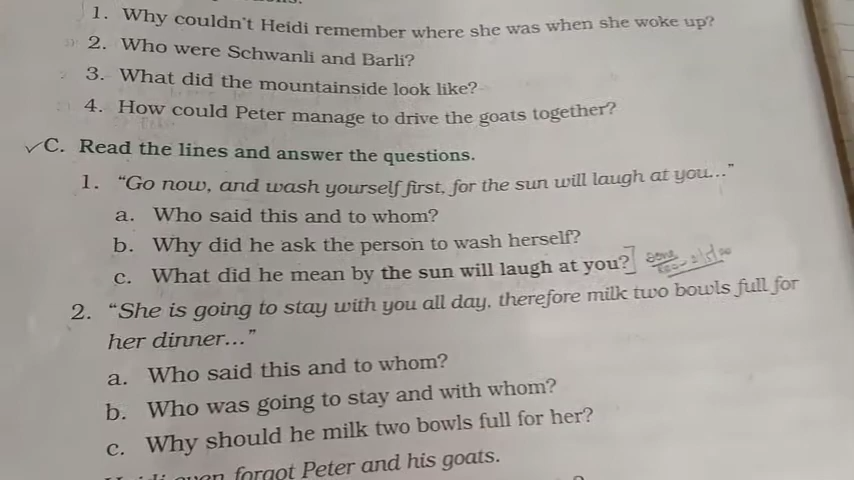 1. Why couldn't Heidi remember where she was when she woke up?
2. Who were Schwanli and Barli?
3. What did the mountainside look like?
4. How could Peter manage to drive the goats together?
✓C. Read the lines and answer the questions.
1. "Go now, and wash yourself first, for the sun will laugh at you..."
a. Who said this and to whom?
b. Why did he ask the person to wash herself?
c. What did he mean by the sun will laugh at you?
2. "She is going to stay with you all day, therefore milk two bowls full for
her dinner..."
a. Who said this and to whom?
b. Who was going to stay and with whom?
c. Why should he milk two bowls full for her?
forgot Peter and his goats.